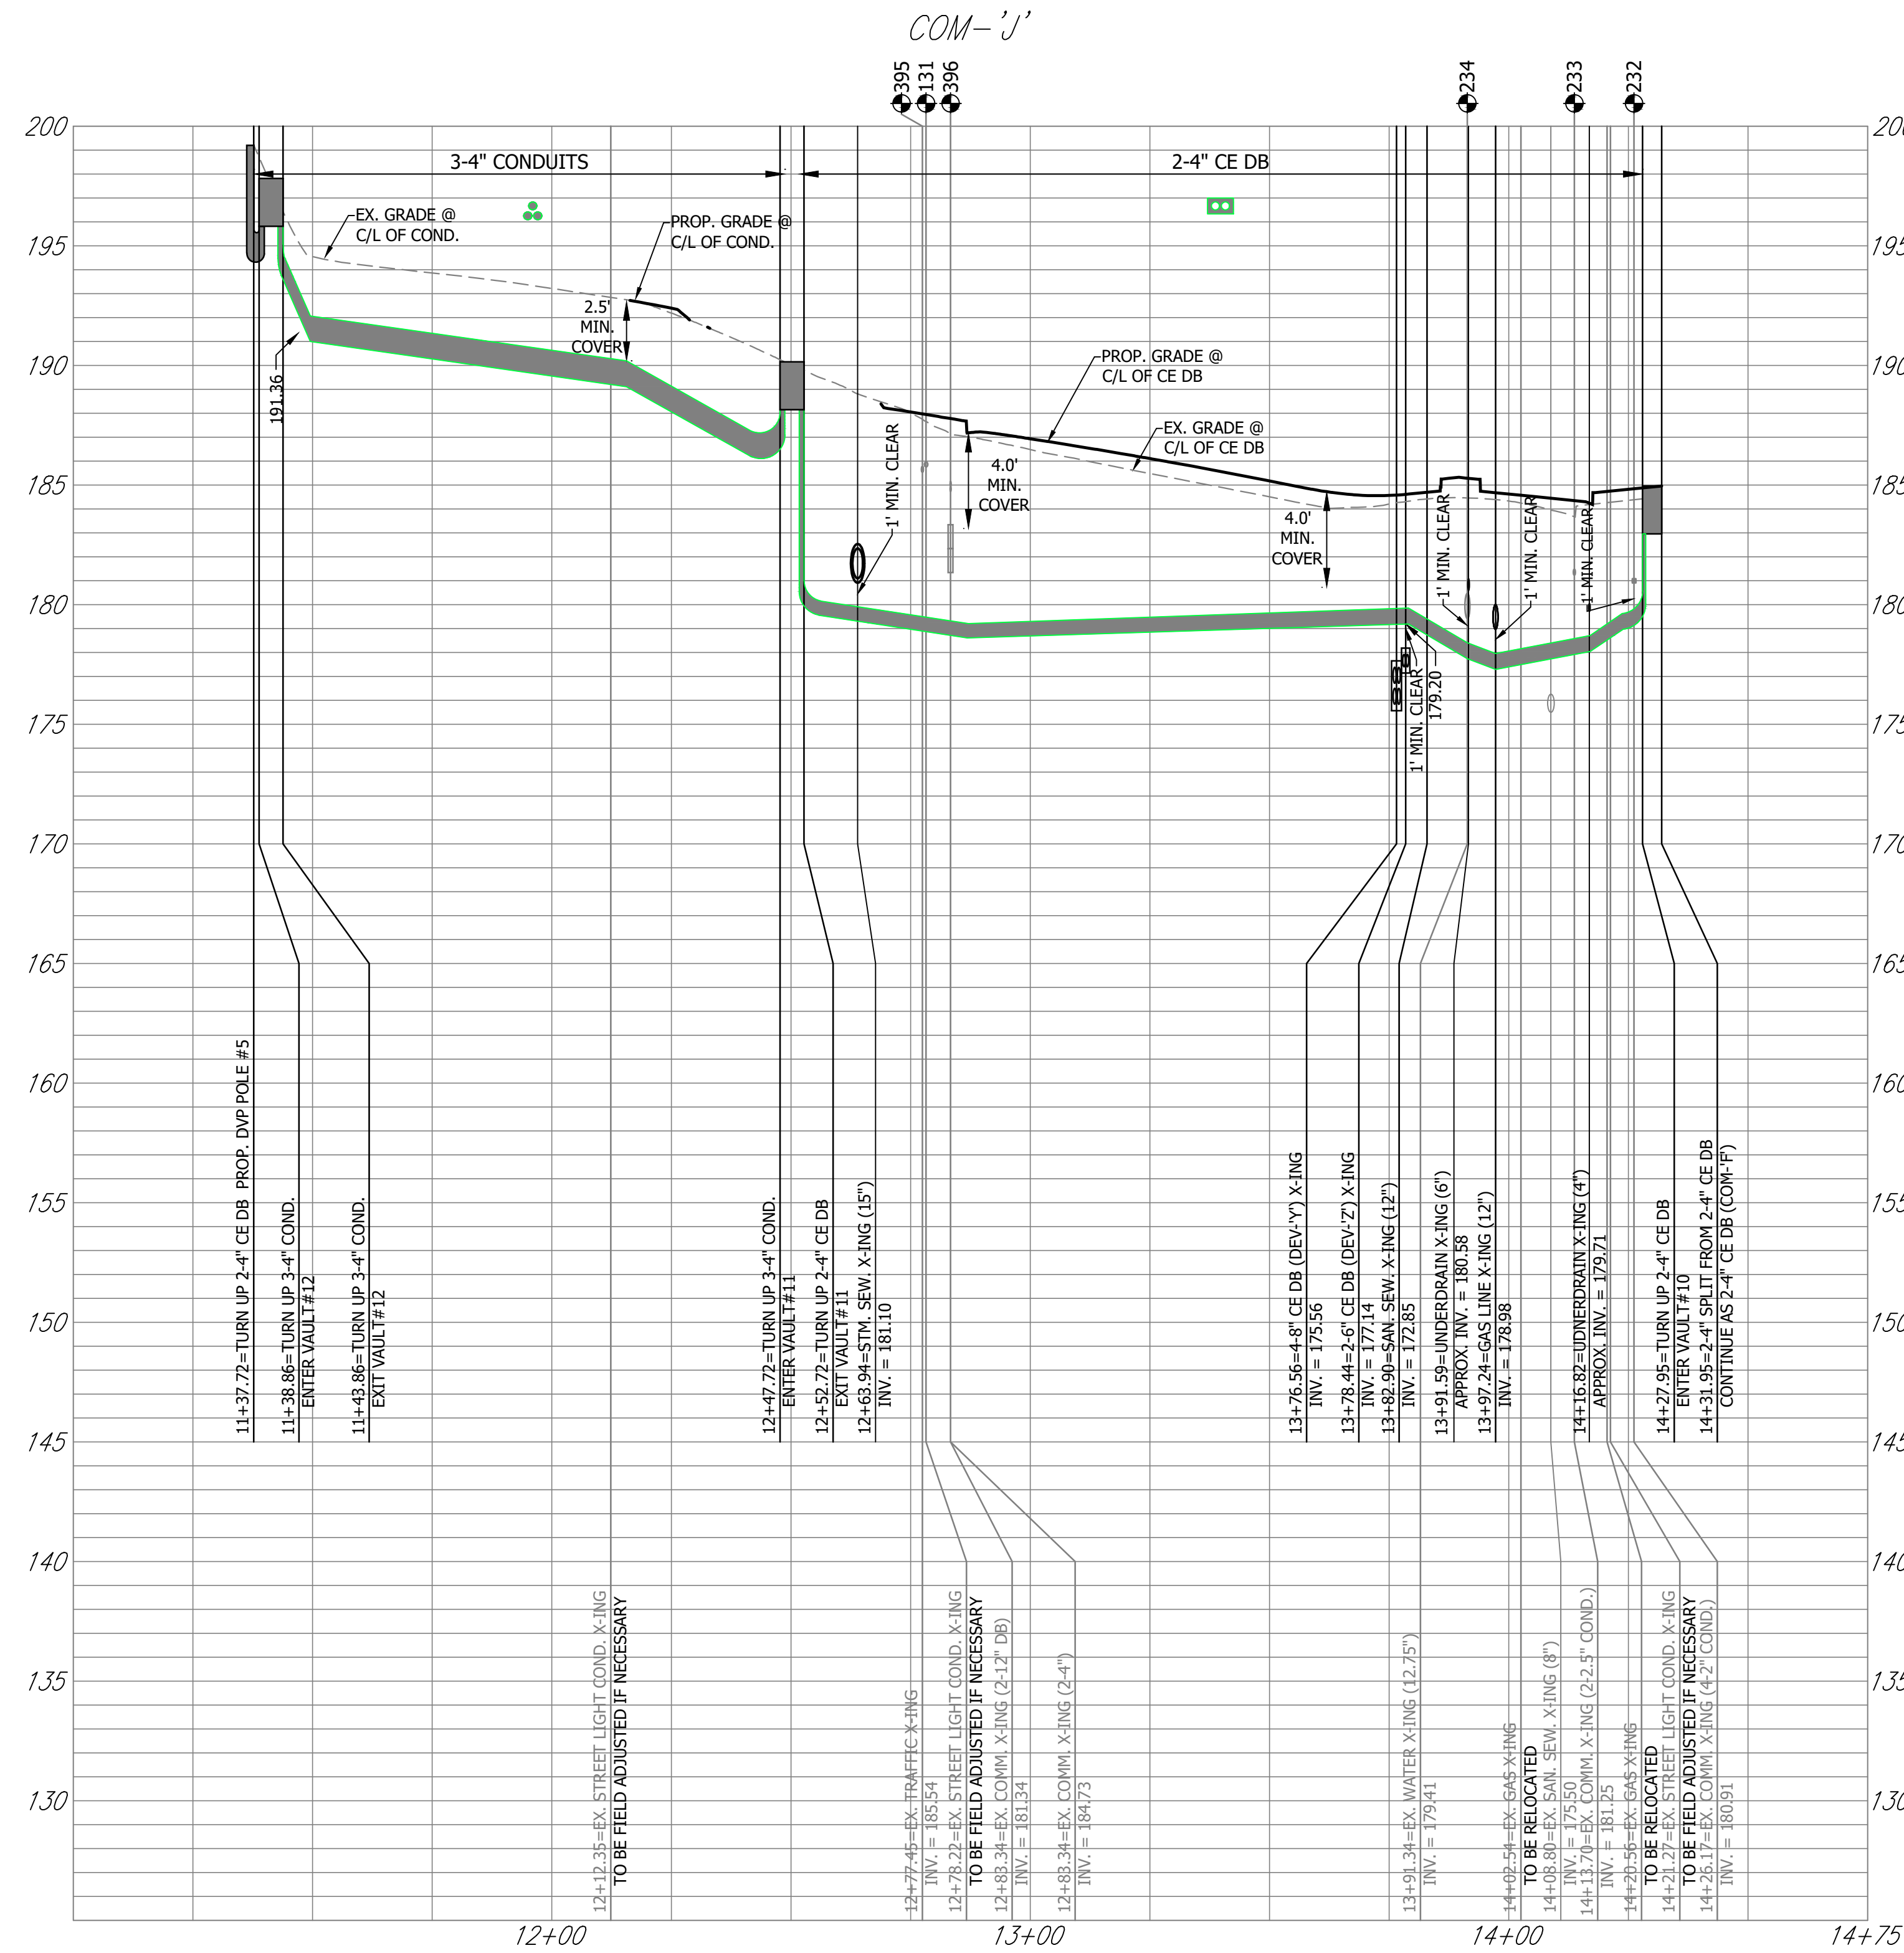 COM-'J'
395
131
396
234
233
232
200
3-4" CONDUITS
2-4" CE DB
EX. GRADE @
C/L OF COND.
PROP. GRADE @
C/L OF COND.
195
195
2.5'
MIN.
COVER
191.36
190
190
PROP. GRADE @
C/L OF CE DB
EX. GRADE @
C/L OF CE DB
1' MIN. CLEAR
4.0'
MIN.
COVER
185
185
4.0'
MIN.
COVER
1' MIN. CLEAR
1' MIN. CLEAR
1' MIN. CLEAR
180
180
1' MIN. CLEAR
179.20
175
175
170
170
165
165
160
160
155
155
150
150
145
145
11+37.72=TURN UP 2-4" CE DB PROP. DVP POLE #5
11+38.86=TURN UP 3-4" COND.
ENTER VAULT#12
11+43.86=TURN UP 3-4" COND.
EXIT VAULT#12
12+47.72=TURN UP 3-4" COND.
ENTER VAULT#11
12+52.72=TURN UP 2-4" CE DB
EXIT VAULT#11
12+63.94=STM. SEW. X-ING (15")
INV. = 181.10
13+76.56=4-8" CE DB (DEV-'Y') X-ING
INV. = 175.56
13+78.44=2-6" CE DB (DEV-'Z') X-ING
INV. = 177.14
13+82.90=SAN. SEW. X-ING (12")
INV. = 172.85
13+91.59=UNDERDRAIN X-ING (6")
APPROX. INV. = 180.58
13+97.24=GAS LINE X-ING (12")
INV. = 178.98
14+16.82=UDNERDRAIN X-ING (4")
APPROX. INV. = 179.71
14+27.95=TURN UP 2-4" CE DB
ENTER VAULT#10
14+31.95=2-4" SPLIT FROM 2-4" CE DB
CONTINUE AS 2-4" CE DB (COM-'F')
140
140
135
135
130
130
12+12.35=EX. STREET LIGHT COND. X-ING
TO BE FIELD ADJUSTED IF NECESSARY
12+77.45=EX. TRAFFIC X-ING
INV. = 185.54
12+78.22=EX. STREET LIGHT COND. X-ING
TO BE FIELD ADJUSTED IF NECESSARY
12+83.34=EX. COMM. X-ING (2-12" DB)
INV. = 181.34
12+83.34=EX. COMM. X-ING (2-4")
INV. = 184.73
13+91.34=EX. WATER X-ING (12.75")
INV. = 179.41
14+02.54=EX. GAS X-ING
TO BE RELOCATED
14+08.80=EX. SAN. SEW. X-ING (8")
INV. = 175.50
14+13.70=EX. COMM. X-ING (2-2.5" COND.)
INV. = 181.25
14+20.56=EX. GAS X-ING
TO BE RELOCATED
14+21.27=EX. STREET LIGHT COND. X-ING
TO BE FIELD ADJUSTED IF NECESSARY
14+26.17=EX. COMM. X-ING (4-2" COND.)
INV. = 180.91
12+00
13+00
14+00
14+75